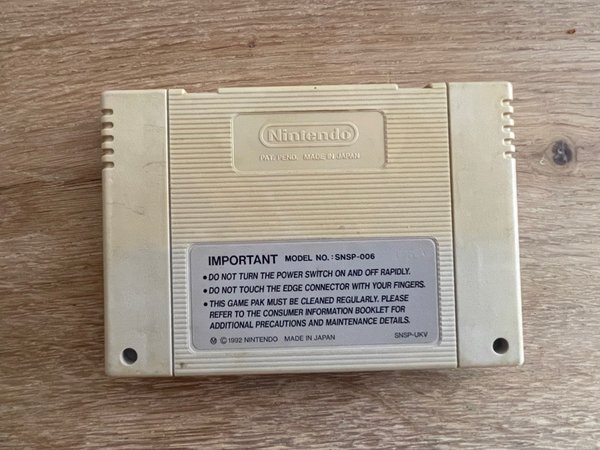 Nintendo
PAT. PEND. MADE IN JAPAN
IMPORTANT MODEL NO.: SNSP-006
• DO NOT TURN THE POWER SWITCH ON AND OFF RAPIDLY.
• DO NOT TOUCH THE EDGE CONNECTOR WITH YOUR FINGERS.
• THIS GAME PAK MUST BE CLEANED REGULARLY. PLEASE
REFER TO THE CONSUMER INFORMATION BOOKLET FOR
ADDITIONAL PRECAUTIONS AND MAINTENANCE DETAILS.
Ⓜ ©1992 NINTENDO MADE IN JAPAN SNSP-UKV